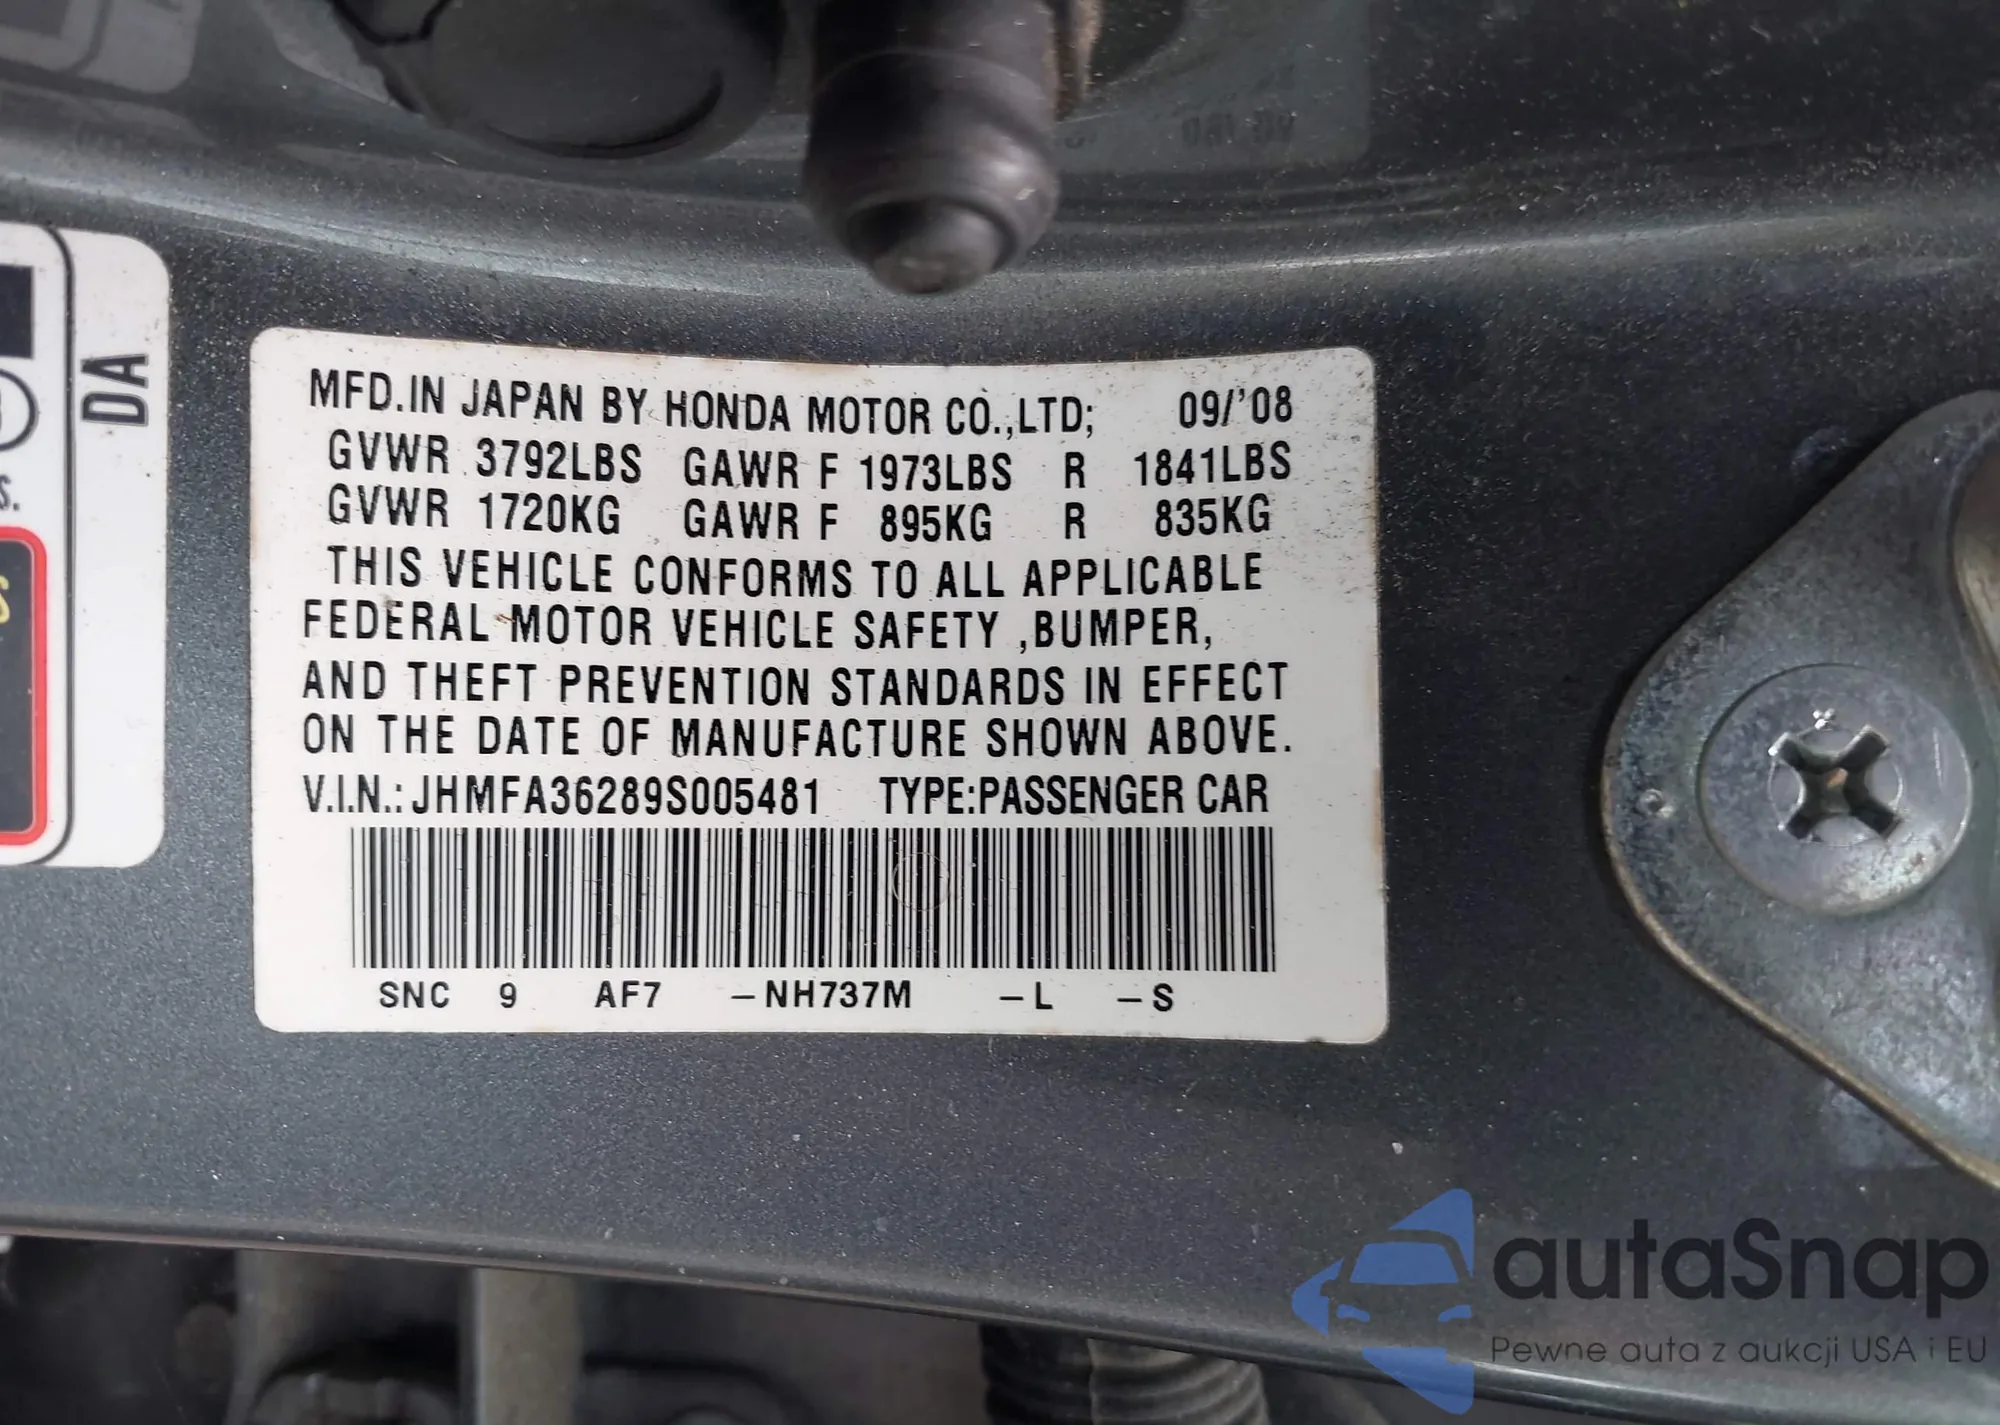 DA
S.
S
MFD.IN JAPAN BY HONDA MOTOR CO.,LTD; 09/'08
GVWR 3792LBS GAWR F 1973LBS R 1841LBS
GVWR 1720KG GAWR F 895KG R 835KG
THIS VEHICLE CONFORMS TO ALL APPLICABLE
FEDERAL MOTOR VEHICLE SAFETY ,BUMPER,
AND THEFT PREVENTION STANDARDS IN EFFECT
ON THE DATE OF MANUFACTURE SHOWN ABOVE.
V.I.N.: JHMFA36289S005481 TYPE:PASSENGER CAR
SNC 9 AF7 -NH737M -L -S
autaSnap
Pewne auta z aukcji USA i EU